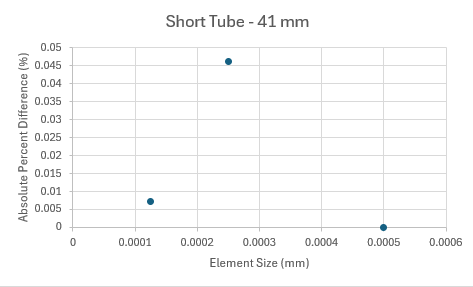 Short Tube - 41 mm
Absolute Percent Difference (%)
0.05
0.045
0.04
0.035
0.03
0.025
0.02
0.015
0.01
0.005
0
0 0.0001 0.0002 0.0003 0.0004 0.0005 0.0006
Element Size (mm)